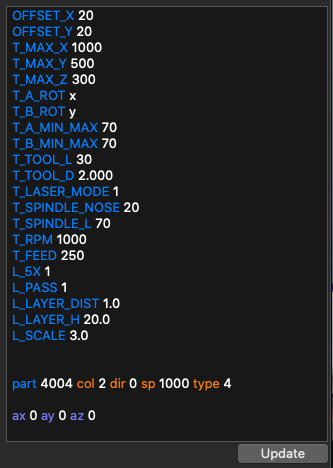 OFFSET_X 20
OFFSET_Y 20
T_MAX_X 1000
T_MAX_Y 500
T_MAX_Z 300
T_A_ROT x
T_B_ROT y
T_A_MIN_MAX 70
T_B_MIN_MAX 70
T_TOOL_L 30
T_TOOL_D 2.000
T_LASER_MODE 1
T_SPINDLE_NOSE 20
T_SPINDLE_L 70
T_RPM 1000
T_FEED 250
L_5X 1
L_PASS 1
L_LAYER_DIST 1.0
L_LAYER_H 20.0
L_SCALE 3.0
part 4004 col 2 dir 0 sp 1000 type 4
ax 0 ay 0 az 0
Update